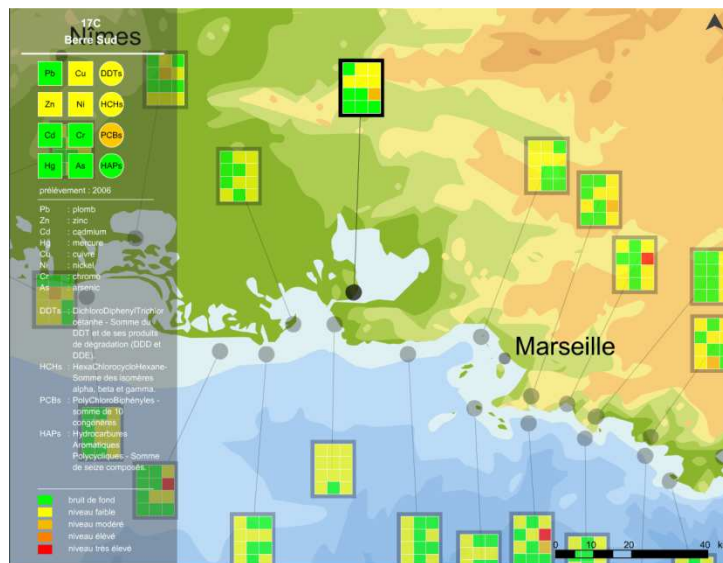 17C
Nîmes
Berre Sud
Pb Cu DDTs
Zn Ni HCHs
Cd Cr PCBs
Hg As HAPs
prélèvement : 2006
Pb : plomb
Zn : zinc
Cd : cadmium
Hg : mercure
Cu : cuivre
Ni : nickel
Cr : chrome
As : arsenic
DDTs : DichloroDiphenylTrichlor
oéthane - Somme du
DDT et de ses produits
de dégradation (DDD et
DDE).
HCHs : HexaChlorocycloHexane-
Somme des isomères
alpha, beta et gamma.
PCBs : PolyChloroBiphényles -
somme de 10
congénères
HAPs : Hydrocarbures
Aromatiques
Polycycliques - Somme
de seize composés.
bruit de fond
niveau faible
niveau modéré
niveau élevé
niveau très élevé
Marseille
0 10 20 40 k